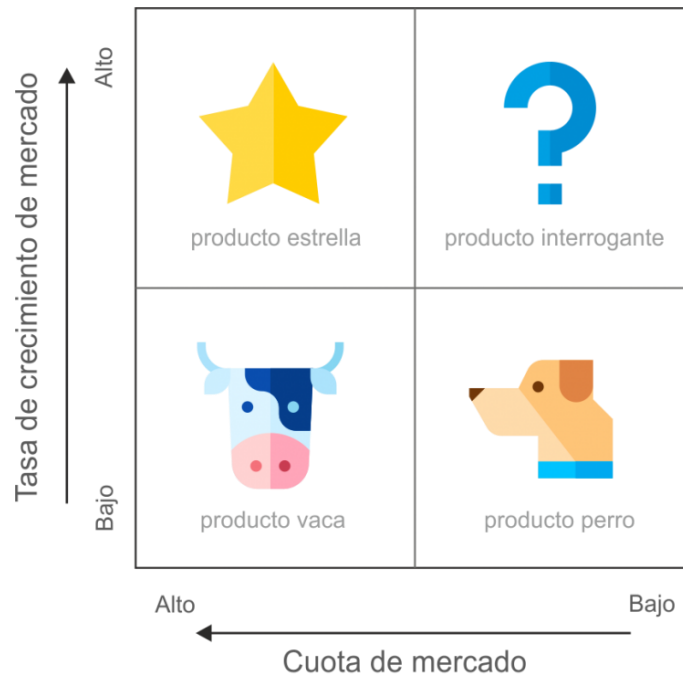 Tasa de crecimiento de mercado
Alto
Bajo
producto estrella
producto interrogante
producto vaca
producto perro
Alto
Bajo
Cuota de mercado